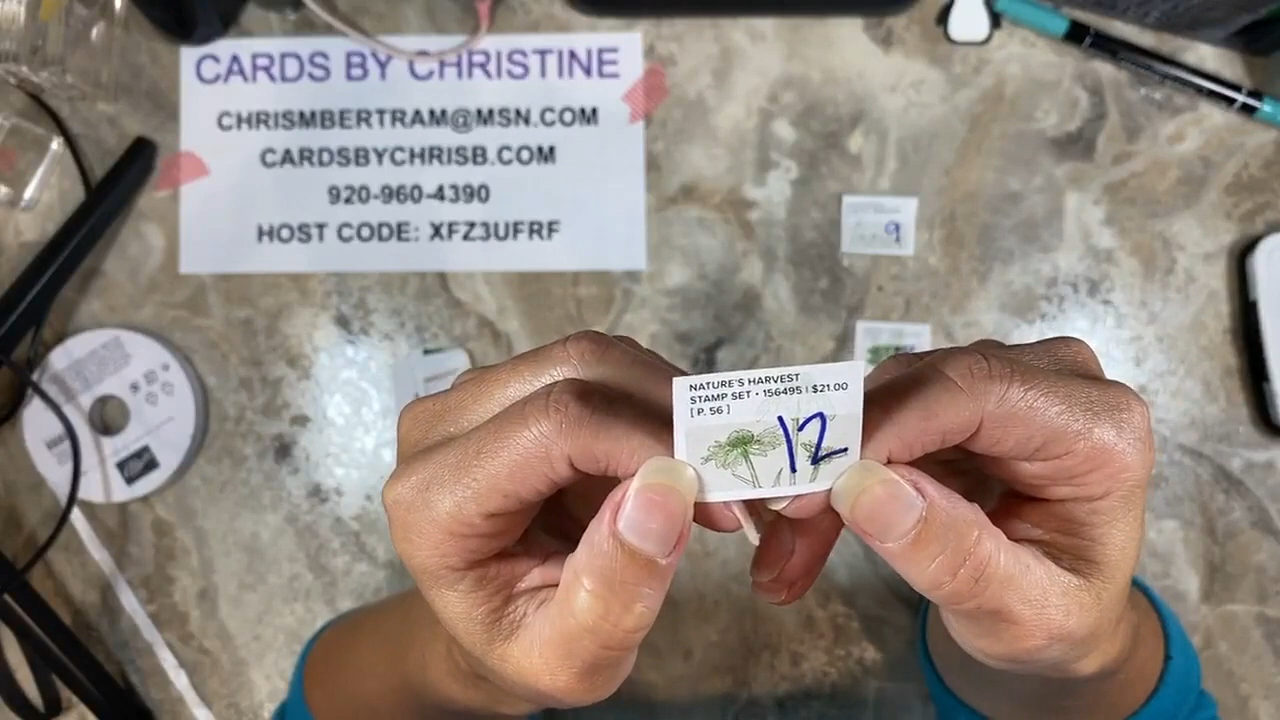 CARDS BY CHRISTINE
CHRISMBERTRAM@MSN.COM
CARDSBYCHRISB.COM
920-960-4390
HOST CODE: XFZ3UFRF
9
NATURE'S HARVEST
STAMP SET • 156495 | $21.00
[ P. 56 ]
12